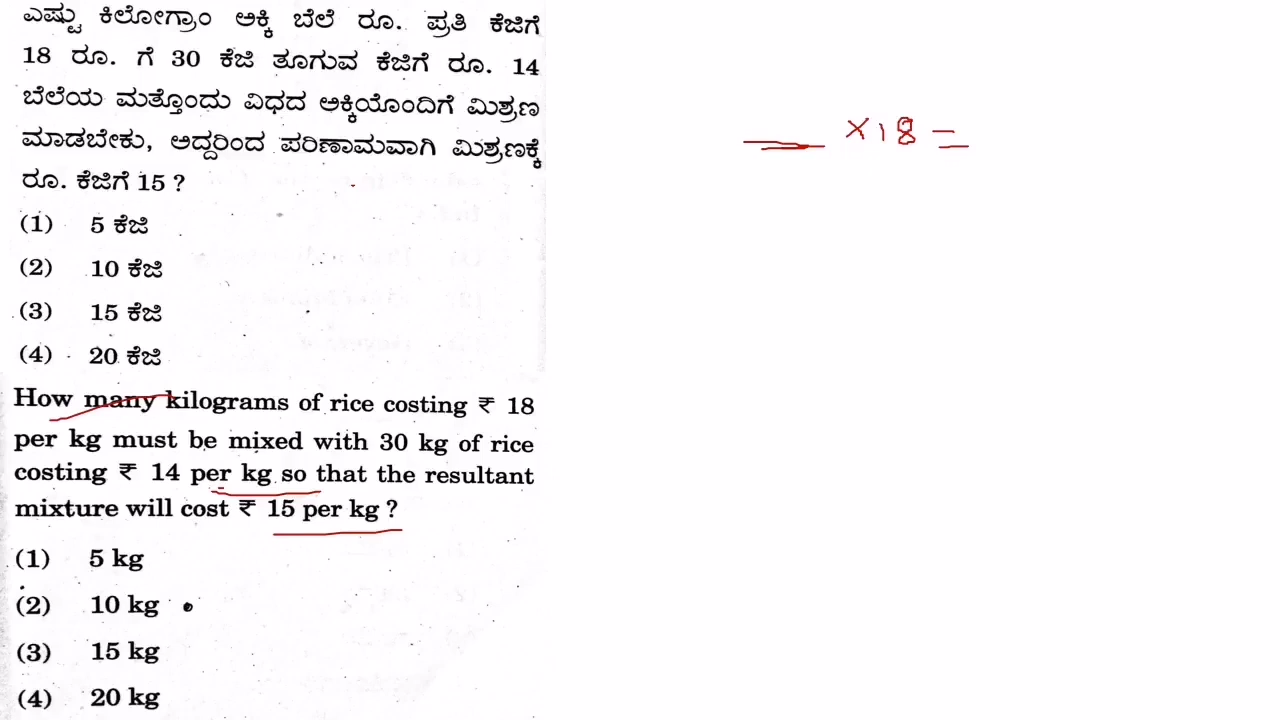 ಎಷ್ಟು ಕಿಲೋಗ್ರಾಂ ಅಕ್ಕಿ ಬೆಲೆ ರೂ. ಪ್ರತಿ ಕೆಜಿಗೆ
18 ರೂ. ಗೆ 30 ಕೆಜಿ ತೂಗುವ ಕೆಜಿಗೆ ರೂ. 14
ಬೆಲೆಯ ಮತ್ತೊಂದು ವಿಧದ ಅಕ್ಕಿಯೊಂದಿಗೆ ಮಿಶ್ರಣ
ಮಾಡಬೇಕು, ಅದ್ದರಿಂದ ಪರಿಣಾಮವಾಗಿ ಮಿಶ್ರಣಕ್ಕೆ
ರೂ. ಕೆಜಿಗೆ 15 ?
(1) 5 ಕೆಜಿ
(2) 10 ಕೆಜಿ
(3) 15 ಕೆಜಿ
(4) 20 ಕೆಜಿ
How many kilograms of rice costing ₹ 18
per kg must be mixed with 30 kg of rice
costing ₹ 14 per kg so that the resultant
mixture will cost ₹ 15 per kg ?
(1) 5 kg
(2) 10 kg
(3) 15 kg
(4) 20 kg
× 18 =